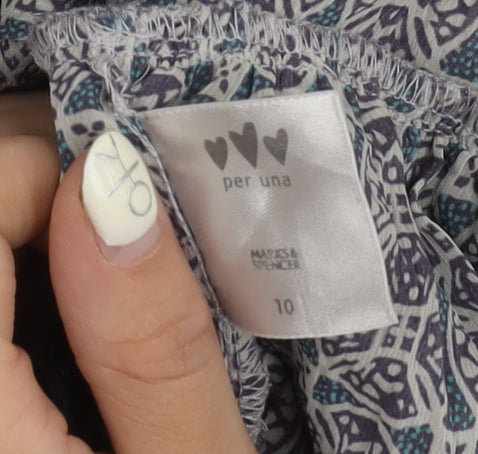 per una
MARKS&
SPENCER
10